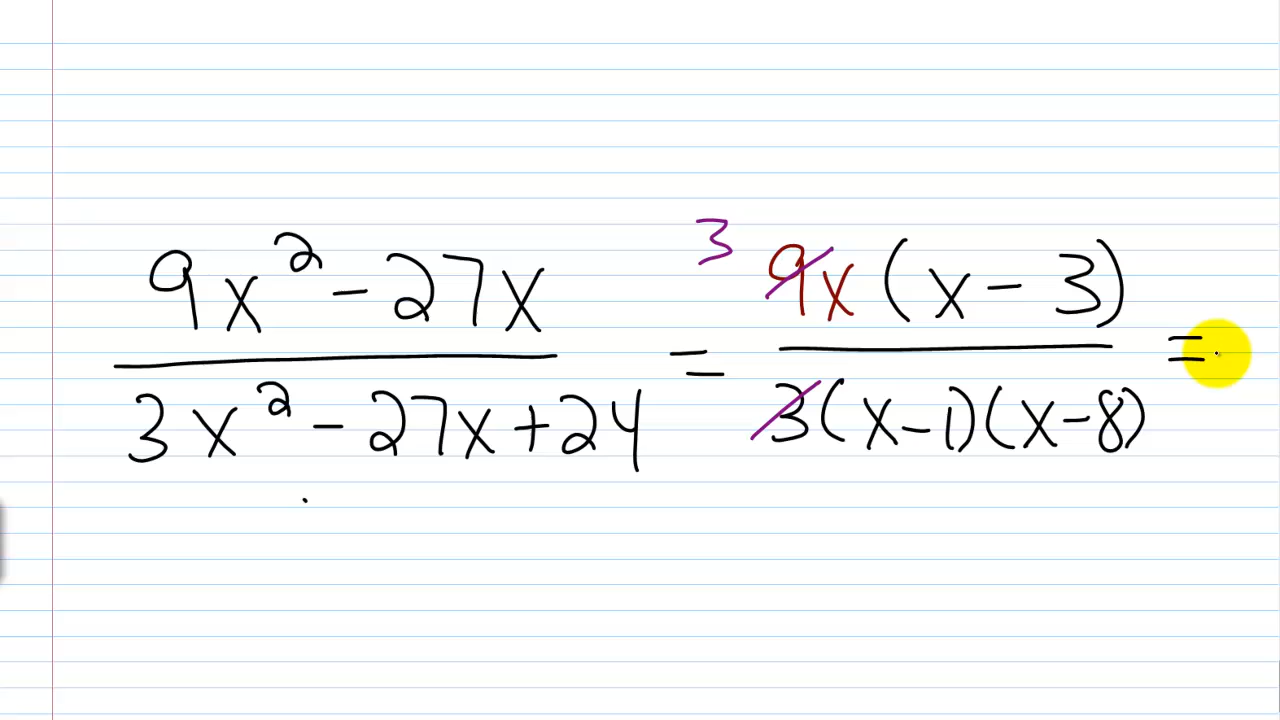 9x² - 27x / 3x² - 27x + 24 = 3 9x(x - 3) / 3(x - 1)(x - 8) =